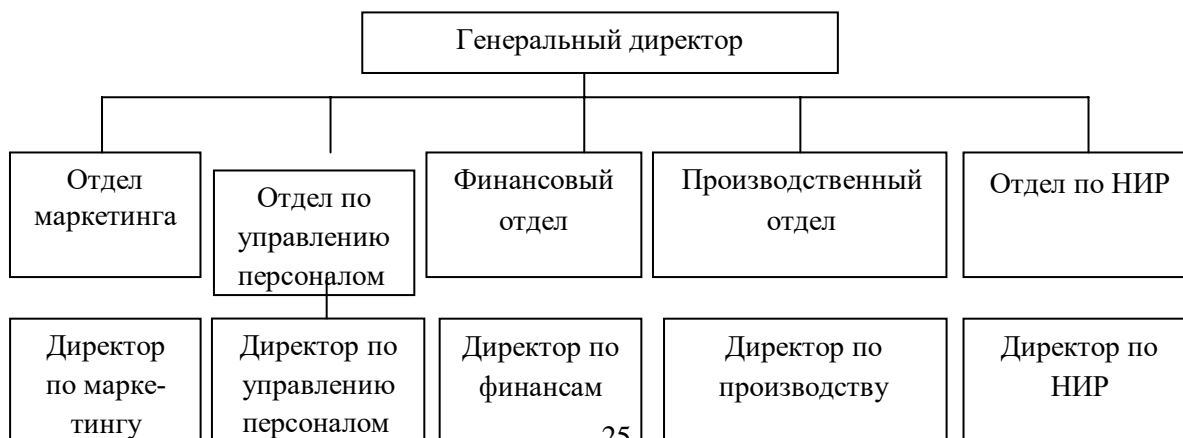 Генеральный директор
Отдел
маркетинга
Отдел по
управлению
персоналом
Финансовый
отдел
Производственный
отдел
Отдел по НИР
Директор
по марке-
тингу
Директор по
управлению
персоналом
Директор по
финансам
Директор по
производству
Директор по
НИР
25